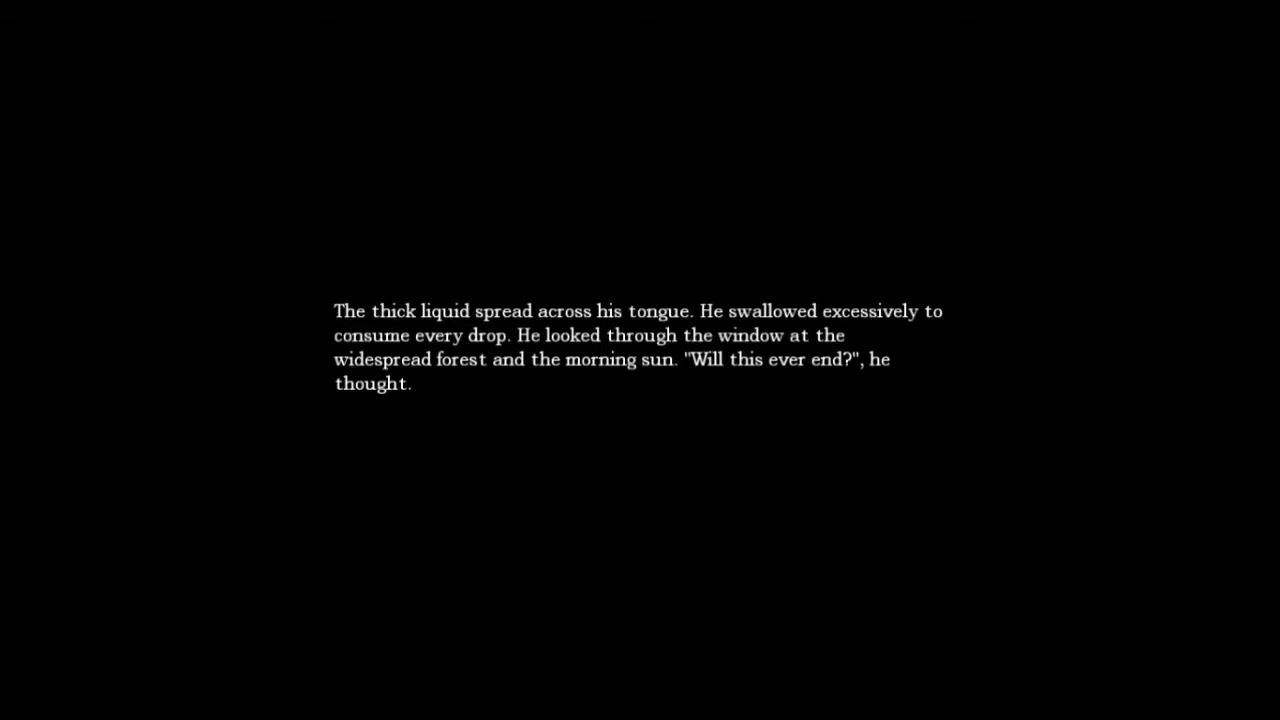 The thick liquid spread across his tongue. He swallowed excessively to
consume every drop. He looked through the window at the
widespread forest and the morning sun. "Will this ever end?", he
thought.